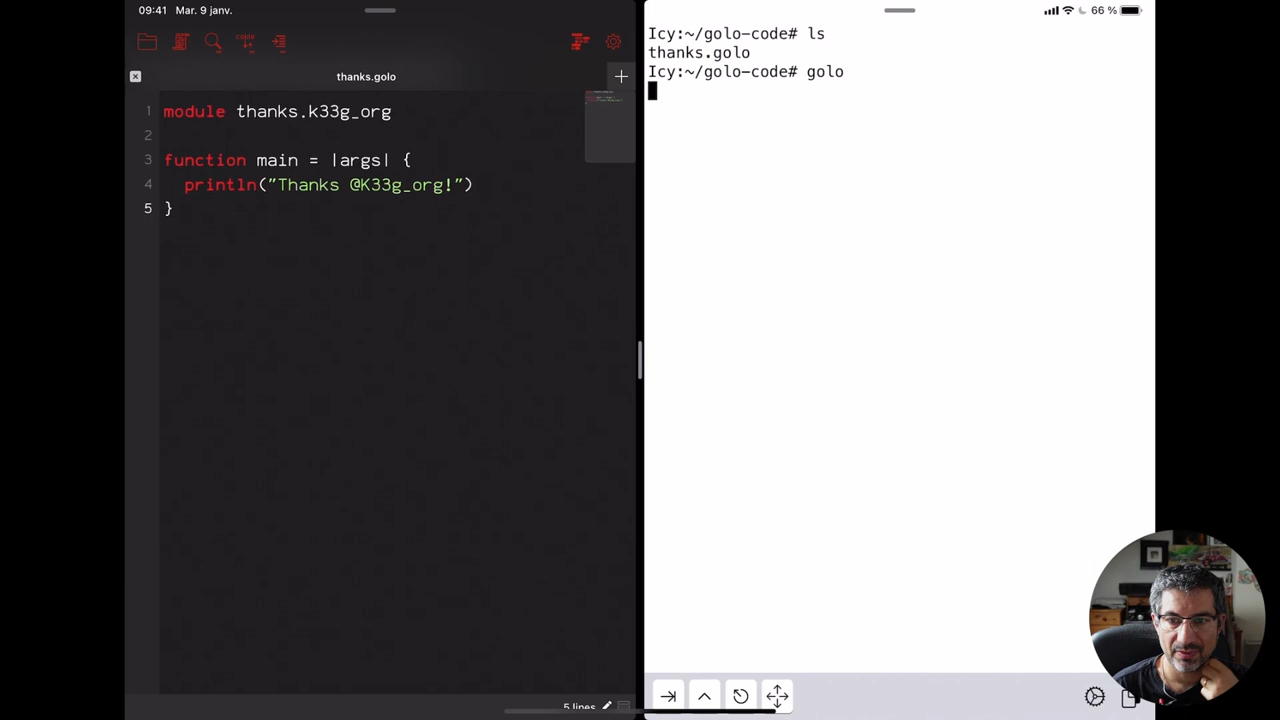 09:41 Mar. 9 janv.
66 %
code
thanks.golo
1 module thanks.k33g_org
2
3 function main = |args| {
4 println("Thanks @K33g_org!")
5 }
5 lines
Icy:~/golo-code# ls
thanks.golo
Icy:~/golo-code# golo